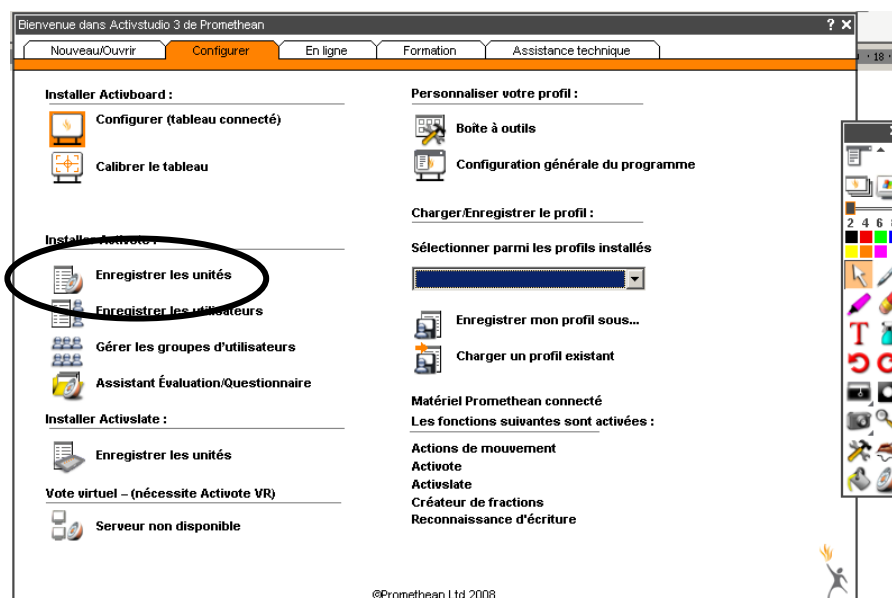 Bienvenue dans Activstudio 3 de Promethean
? ×
Nouveau/Ouvrir
Configurer
En ligne
Formation
Assistance technique
18
Installer Activboard :
Configurer (tableau connecté)
Calibrer le tableau
Installer Activote :
Enregistrer les unités
Enregistrer les utilisateurs
Gérer les groupes d'utilisateurs
Assistant Évaluation/Questionnaire
Installer Activslate :
Enregistrer les unités
Vote virtuel – (nécessite Activote VR)
Serveur non disponible
Personnaliser votre profil :
Boîte à outils
Configuration générale du programme
Charger/Enregistrer le profil :
Sélectionner parmi les profils installés
Enregistrer mon profil sous...
Charger un profil existant
Matériel Promethean connecté
Les fonctions suivantes sont activées :
Actions de mouvement
Activote
Activslate
Créateur de fractions
Reconnaissance d'écriture
©Promethean Ltd 2008
2 4 6
T